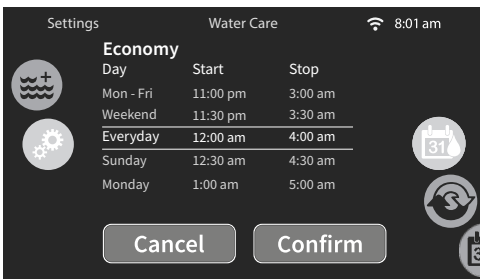 Settings Water Care 8:01 am
Economy
Day Start Stop
Mon - Fri 11:00 pm 3:00 am
Weekend 11:30 pm 3:30 am
Everyday 12:00 am 4:00 am
Sunday 12:30 am 4:30 am
Monday 1:00 am 5:00 am
31
Cancel Confirm